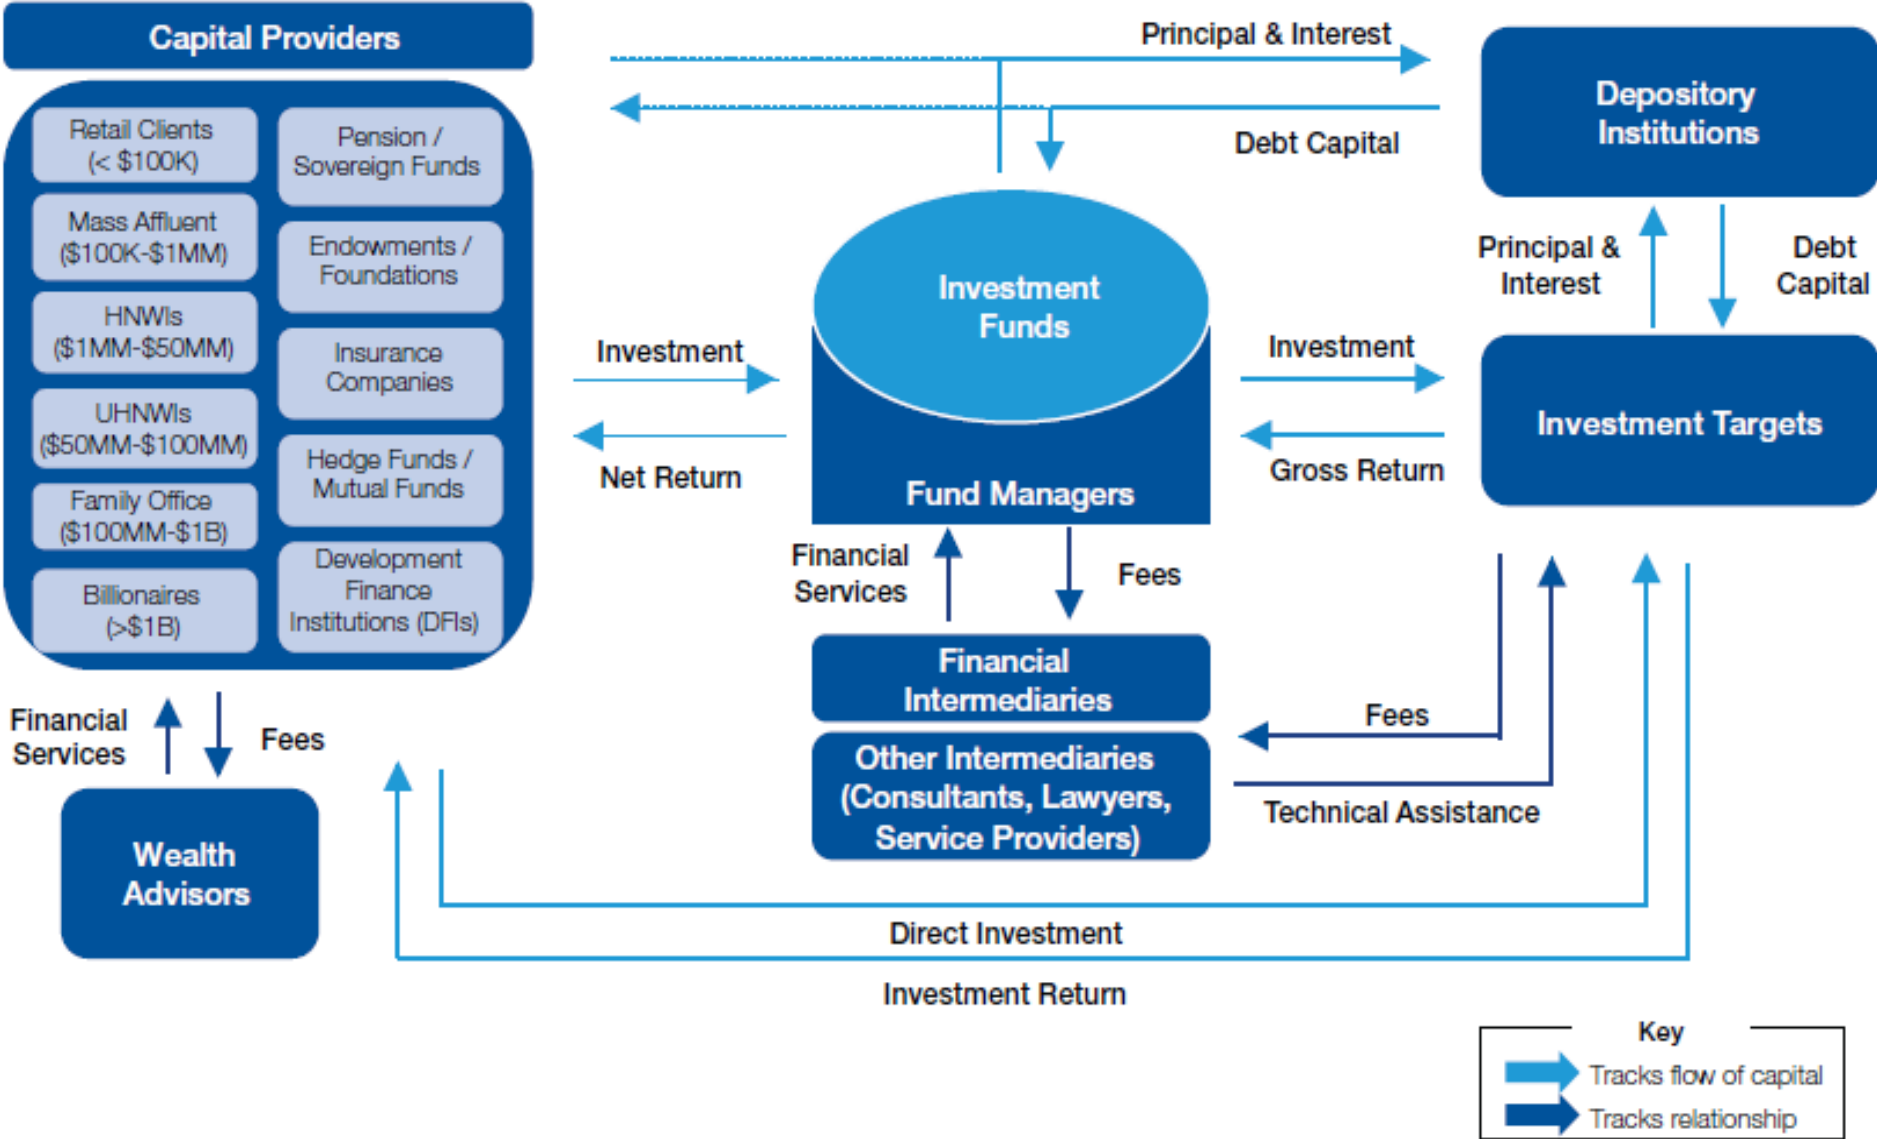 Capital Providers
Retail Clients
(< $100K)
Mass Affluent
($100K-$1MM)
HNWIs
($1MM-$50MM)
UHNWIs
($50MM-$100MM)
Family Office
($100MM-$1B)
Billionaires
(>$1B)
Pension /
Sovereign Funds
Endowments /
Foundations
Insurance
Companies
Hedge Funds /
Mutual Funds
Development
Finance
Institutions (DFIs)
Principal & Interest
Debt Capital
Depository
Institutions
Principal &
Interest
Debt
Capital
Investment
Net Return
Investment
Funds
Fund Managers
Investment
Gross Return
Investment Targets
Financial
Services
Fees
Financial
Intermediaries
Other Intermediaries
(Consultants, Lawyers,
Service Providers)
Fees
Technical Assistance
Financial
Services
Fees
Wealth
Advisors
Direct Investment
Investment Return
Key
Tracks flow of capital
Tracks relationship